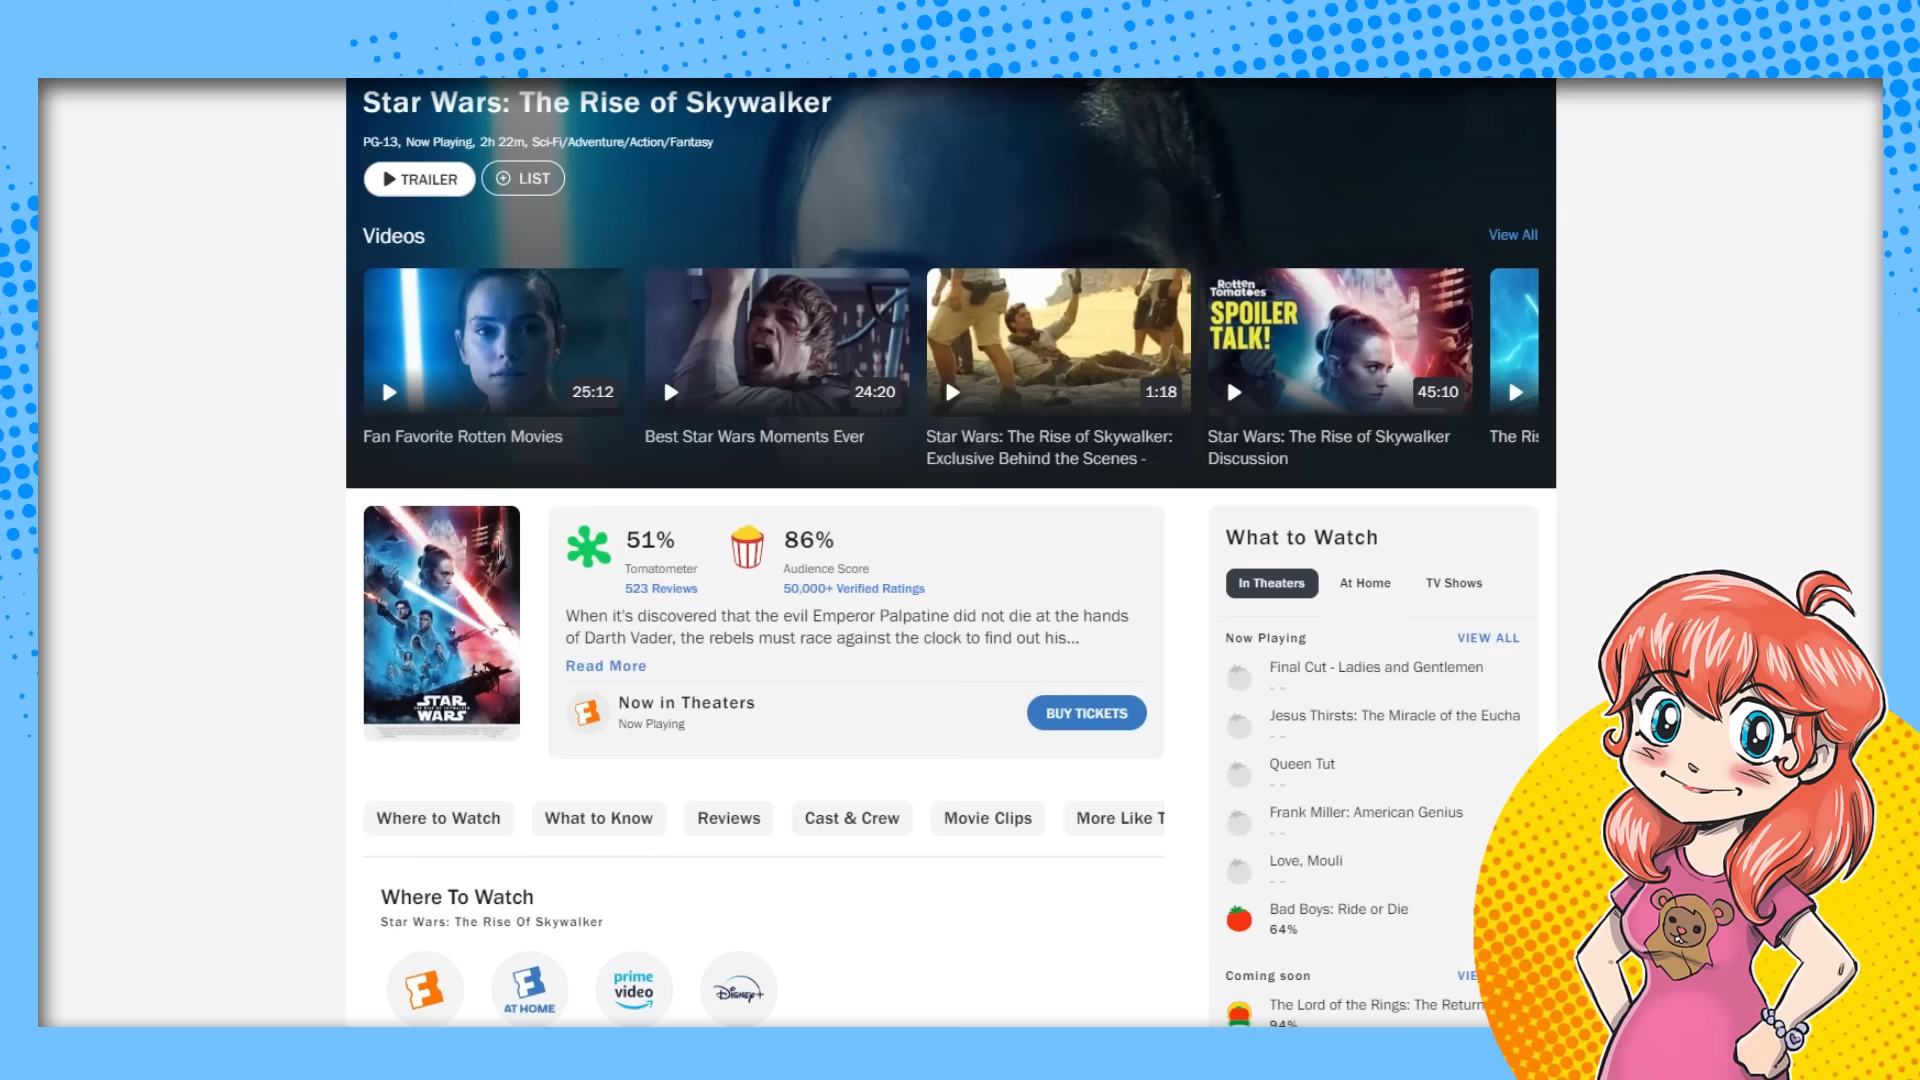 Star Wars: The Rise of Skywalker
PG-13, Now Playing, 2h 22m, Sci-Fi/Adventure/Action/Fantasy
TRAILER
LIST
Videos
View All
Rotten
Tomatoes
SPOILER
TALK!
25:12
24:20
1:18
45:10
Fan Favorite Rotten Movies
Best Star Wars Moments Ever
Star Wars: The Rise of Skywalker:
Exclusive Behind the Scenes -
Star Wars: The Rise of Skywalker
Discussion
The Ris
STAR
WARS
51%
Tomatometer
523 Reviews
86%
Audience Score
50,000+ Verified Ratings
When it's discovered that the evil Emperor Palpatine did not die at the hands
of Darth Vader, the rebels must race against the clock to find out his...
Read More
Now in Theaters
Now Playing
BUY TICKETS
Where to Watch
What to Know
Reviews
Cast & Crew
Movie Clips
More Like T
Where To Watch
Star Wars: The Rise Of Skywalker
AT HOME
prime
video
Disney+
What to Watch
In Theaters
At Home
TV Shows
Now Playing
VIEW ALL
Final Cut - Ladies and Gentlemen
- -
Jesus Thirsts: The Miracle of the Eucha
- -
Queen Tut
- -
Frank Miller: American Genius
- -
Love, Mouli
- -
Bad Boys: Ride or Die
64%
Coming soon
VIE
The Lord of the Rings: The Return
94%